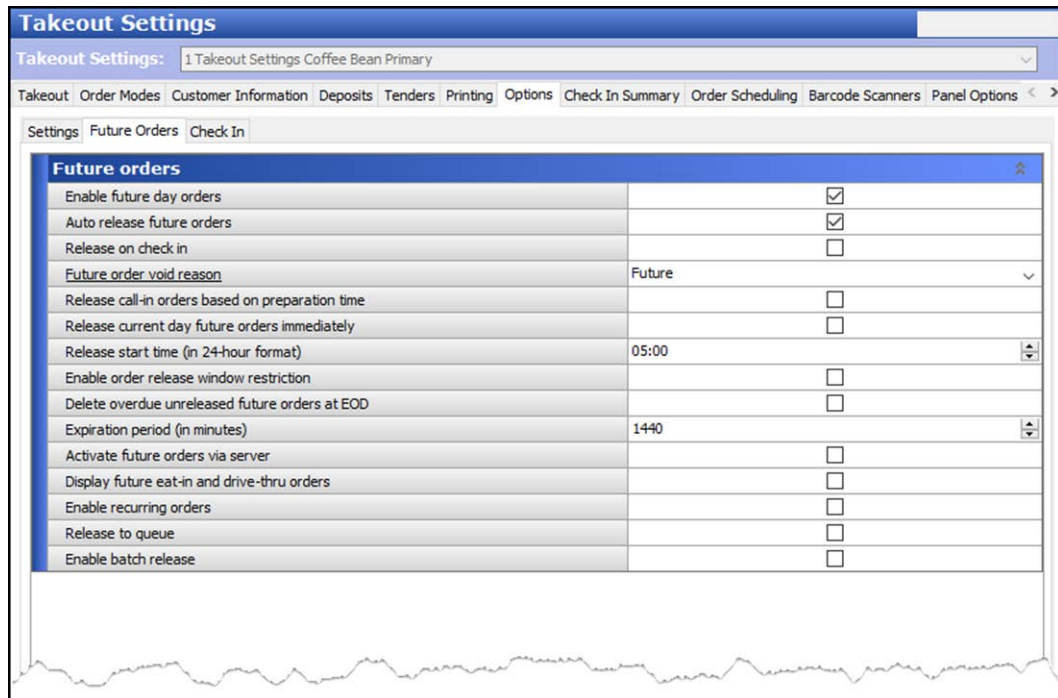 Takeout Settings
Takeout Settings: 1 Takeout Settings Coffee Bean Primary
Takeout Order Modes Customer Information Deposits Tenders Printing Options Check In Summary Order Scheduling Barcode Scanners Panel Options
Settings Future Orders Check In
Future orders
Enable future day orders
Auto release future orders
Release on check in
Future order void reason Future
Release call-in orders based on preparation time
Release current day future orders immediately
Release start time (in 24-hour format) 05:00
Enable order release window restriction
Delete overdue unreleased future orders at EOD
Expiration period (in minutes) 1440
Activate future orders via server
Display future eat-in and drive-thru orders
Enable recurring orders
Release to queue
Enable batch release